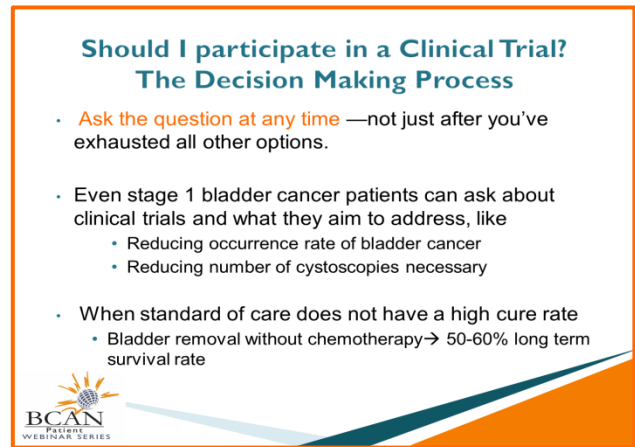 Should I participate in a Clinical Trial?
The Decision Making Process
• Ask the question at any time —not just after you've
exhausted all other options.
• Even stage 1 bladder cancer patients can ask about
clinical trials and what they aim to address, like
• Reducing occurrence rate of bladder cancer
• Reducing number of cystoscopies necessary
• When standard of care does not have a high cure rate
• Bladder removal without chemotherapy→ 50-60% long term
survival rate
BCAN
Patient
WEBINAR SERIES